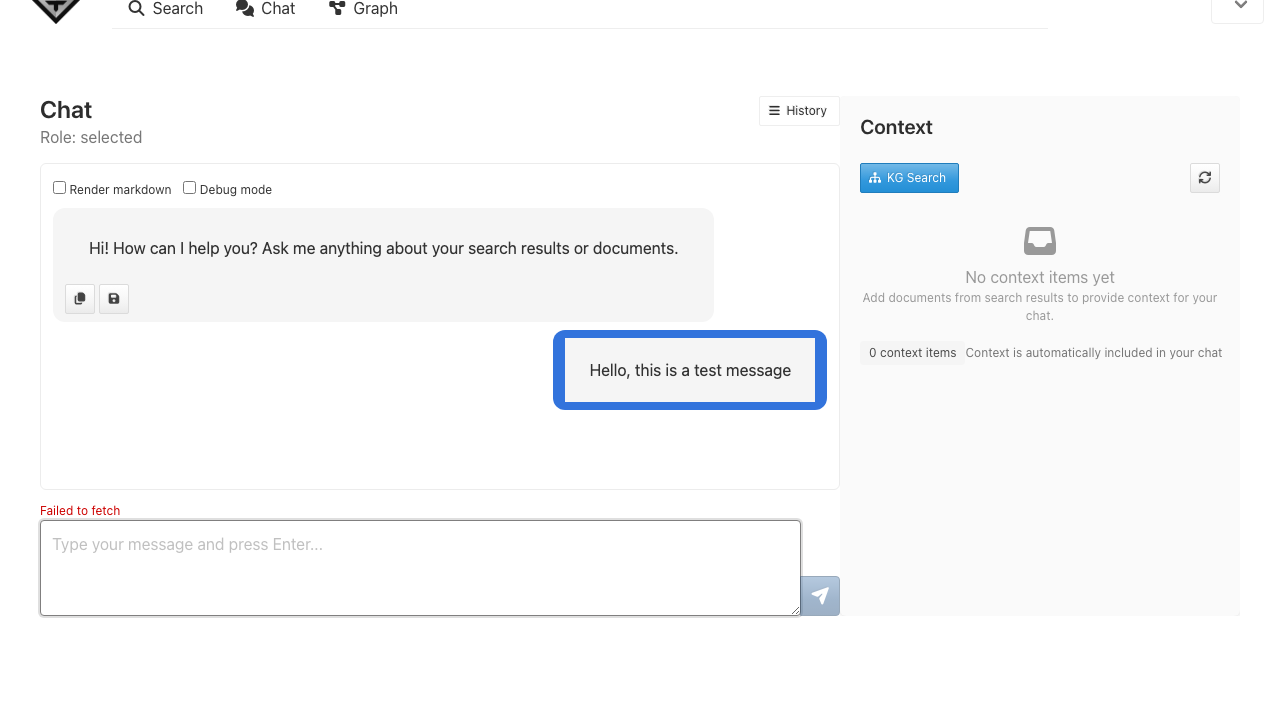 Search Chat Graph
Chat
History
Role: selected
Render markdown Debug mode
Hi! How can I help you? Ask me anything about your search results or documents.
Hello, this is a test message
Failed to fetch
Type your message and press Enter...
Context
KG Search
No context items yet
Add documents from search results to provide context for your
chat.
0 context items Context is automatically included in your chat